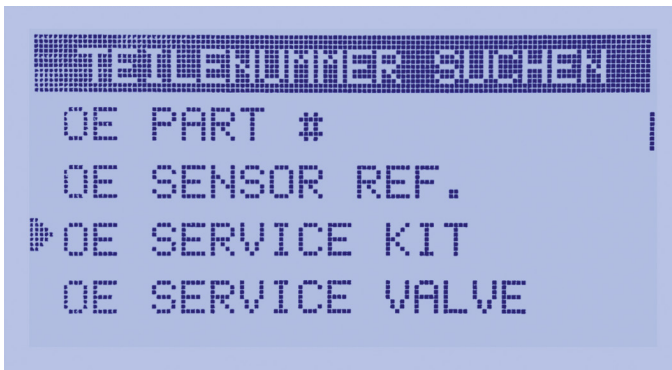 TEILENUMMER SUCHEN
OE PART #
OE SENSOR REF.
OE SERVICE KIT
OE SERVICE VALVE